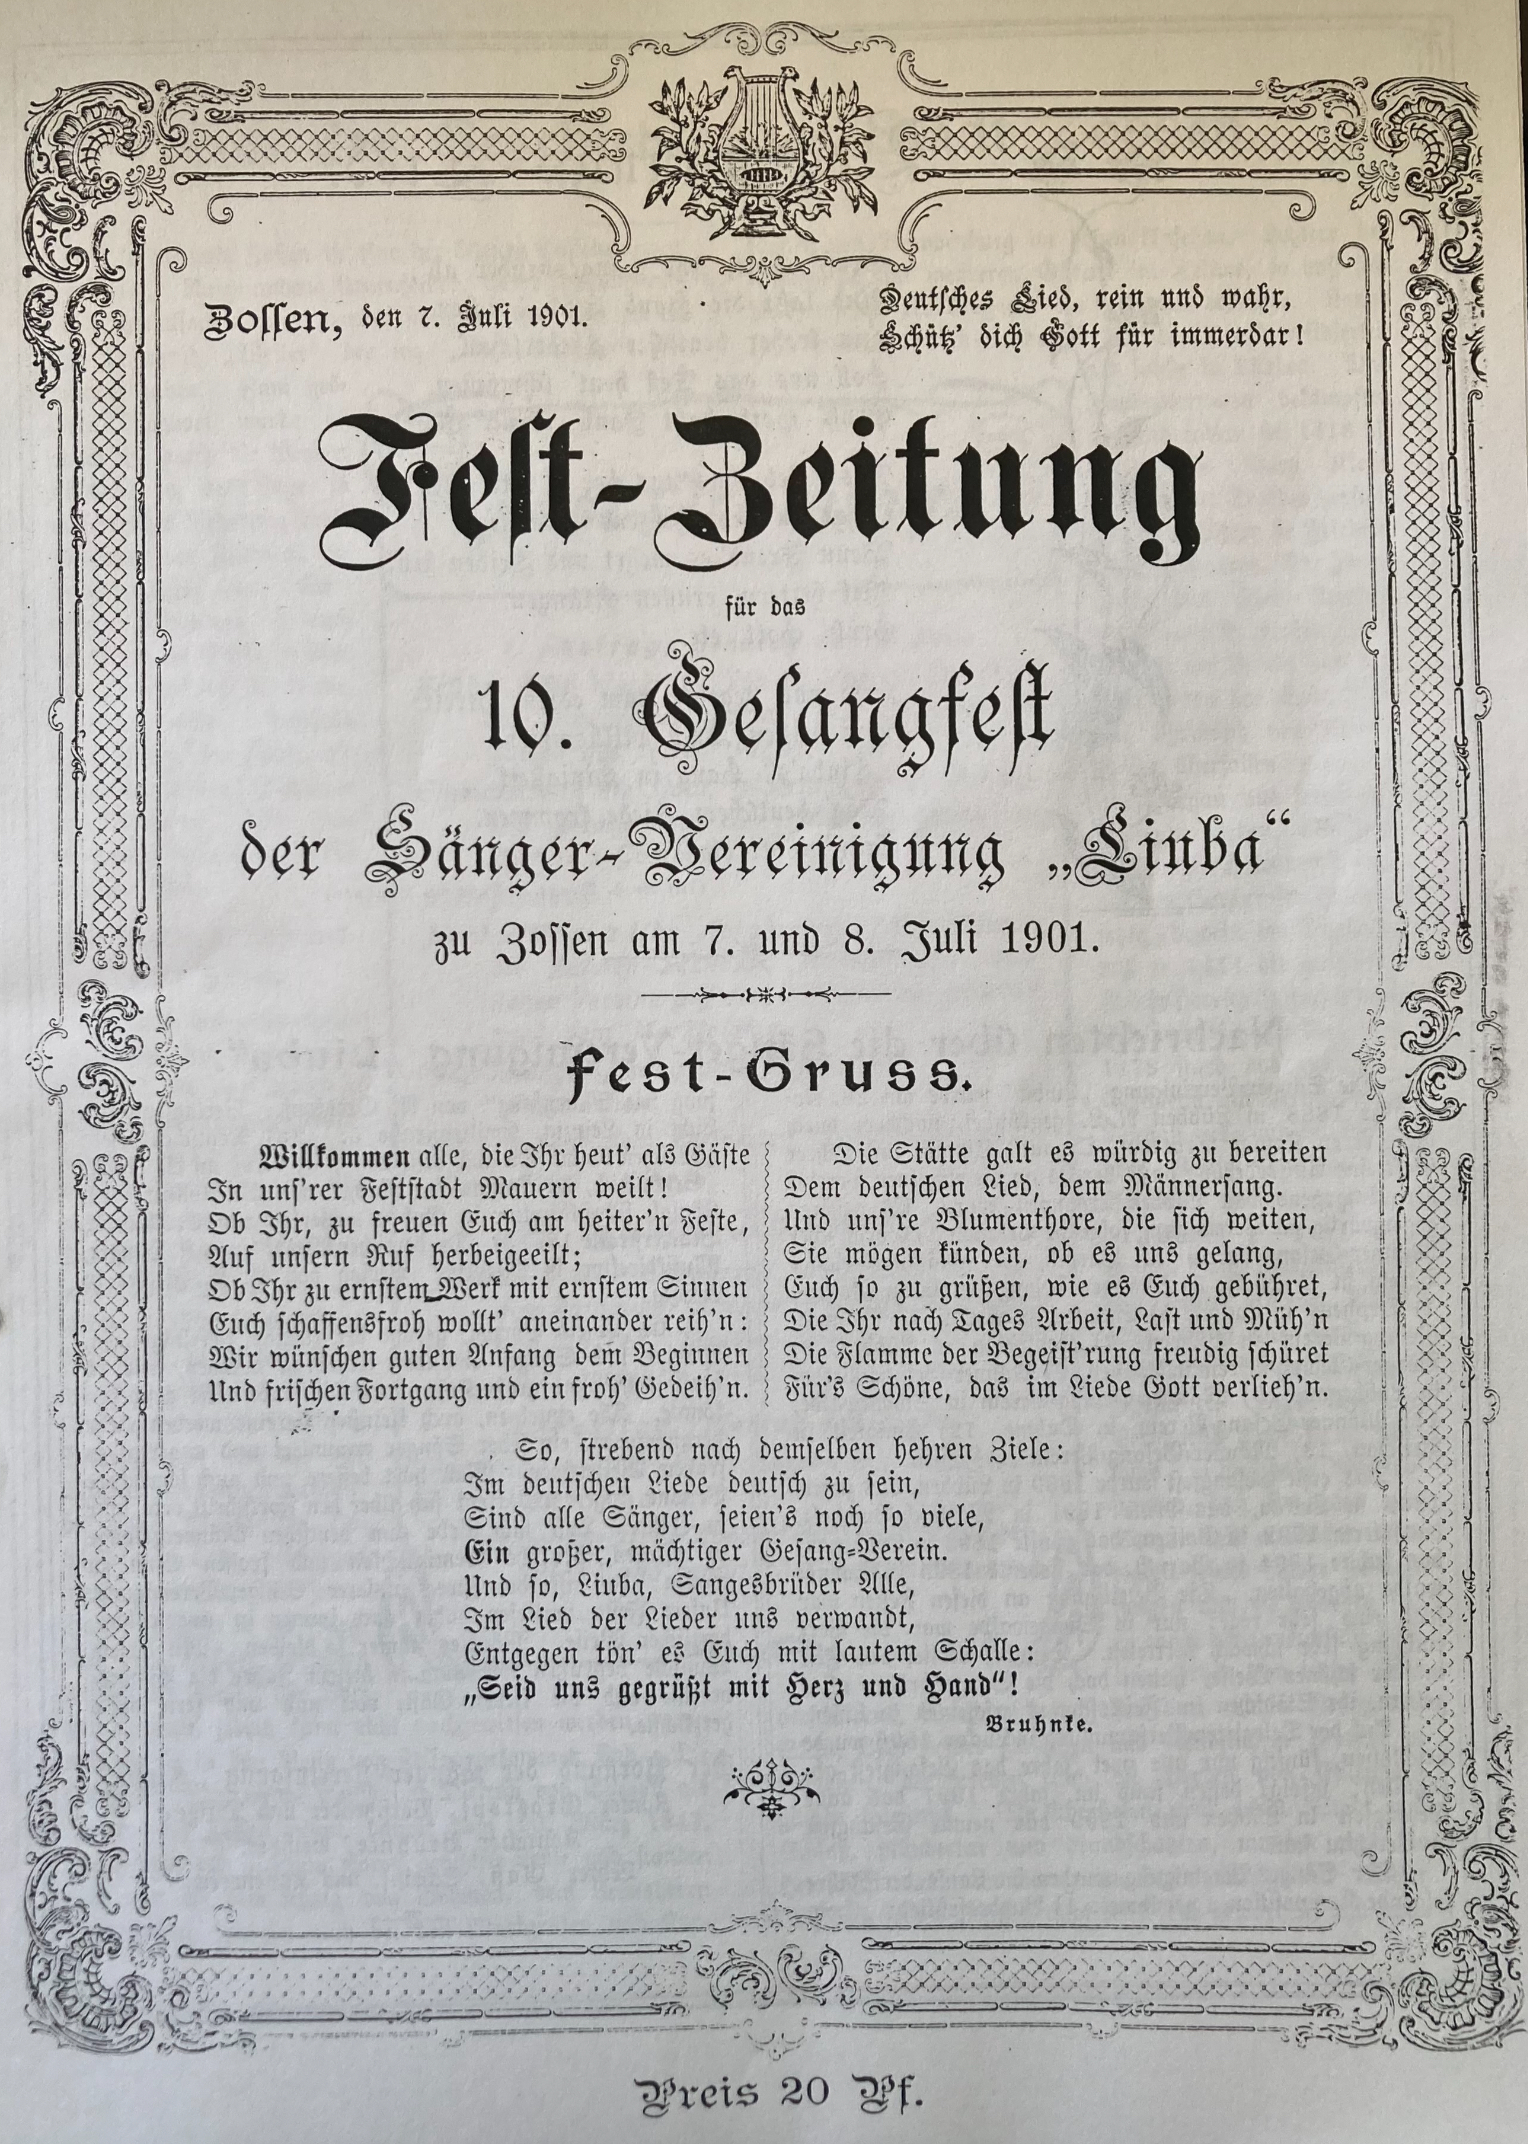 Zossen, den 7. Juli 1901.
Deutsches Lied, rein und wahr,
Schütz' dich Gott für immerdar!
Fest-Zeitung
für das
10. Gesangfest
der Sänger-Vereinigung „Liuba“
zu Zossen am 7. und 8. Juli 1901.
Fest-Gruss.
Willkommen alle, die Ihr heut' als Gäste
In uns'rer Feststadt Mauern weilt!
Ob Ihr, zu freuen Euch am heiter'n Feste,
Auf unsern Ruf herbeigeeilt;
Ob Ihr zu ernstem Werk mit ernstem Sinnen
Euch schaffensfroh wollt' aneinander reih'n:
Wir wünschen guten Anfang dem Beginnen
Und frischen Fortgang und ein froh' Gedeih'n.
Die Stätte galt es würdig zu bereiten
Dem deutschen Lied, dem Männersang.
Und uns're Blumenthore, die sich weiten,
Sie mögen künden, ob es uns gelang,
Euch so zu grüßen, wie es Euch gebühret,
Die Ihr nach Tages Arbeit, Last und Müh'n
Die Flamme der Begeist'rung freudig schüret
Für's Schöne, das im Liede Gott verlieh'n.
So, strebend nach demselben hehren Ziele:
Im deutschen Liede deutsch zu sein,
Sind alle Sänger, seien's noch so viele,
Ein großer, mächtiger Gesang-Verein.
Und so, Liuba, Sangesbrüder Alle,
Im Lied der Lieder uns verwandt,
Entgegen tön' es Euch mit lautem Schalle:
„Seid uns gegrüßt mit Herz und Hand“!
Bruhnke.
Preis 20 Pf.